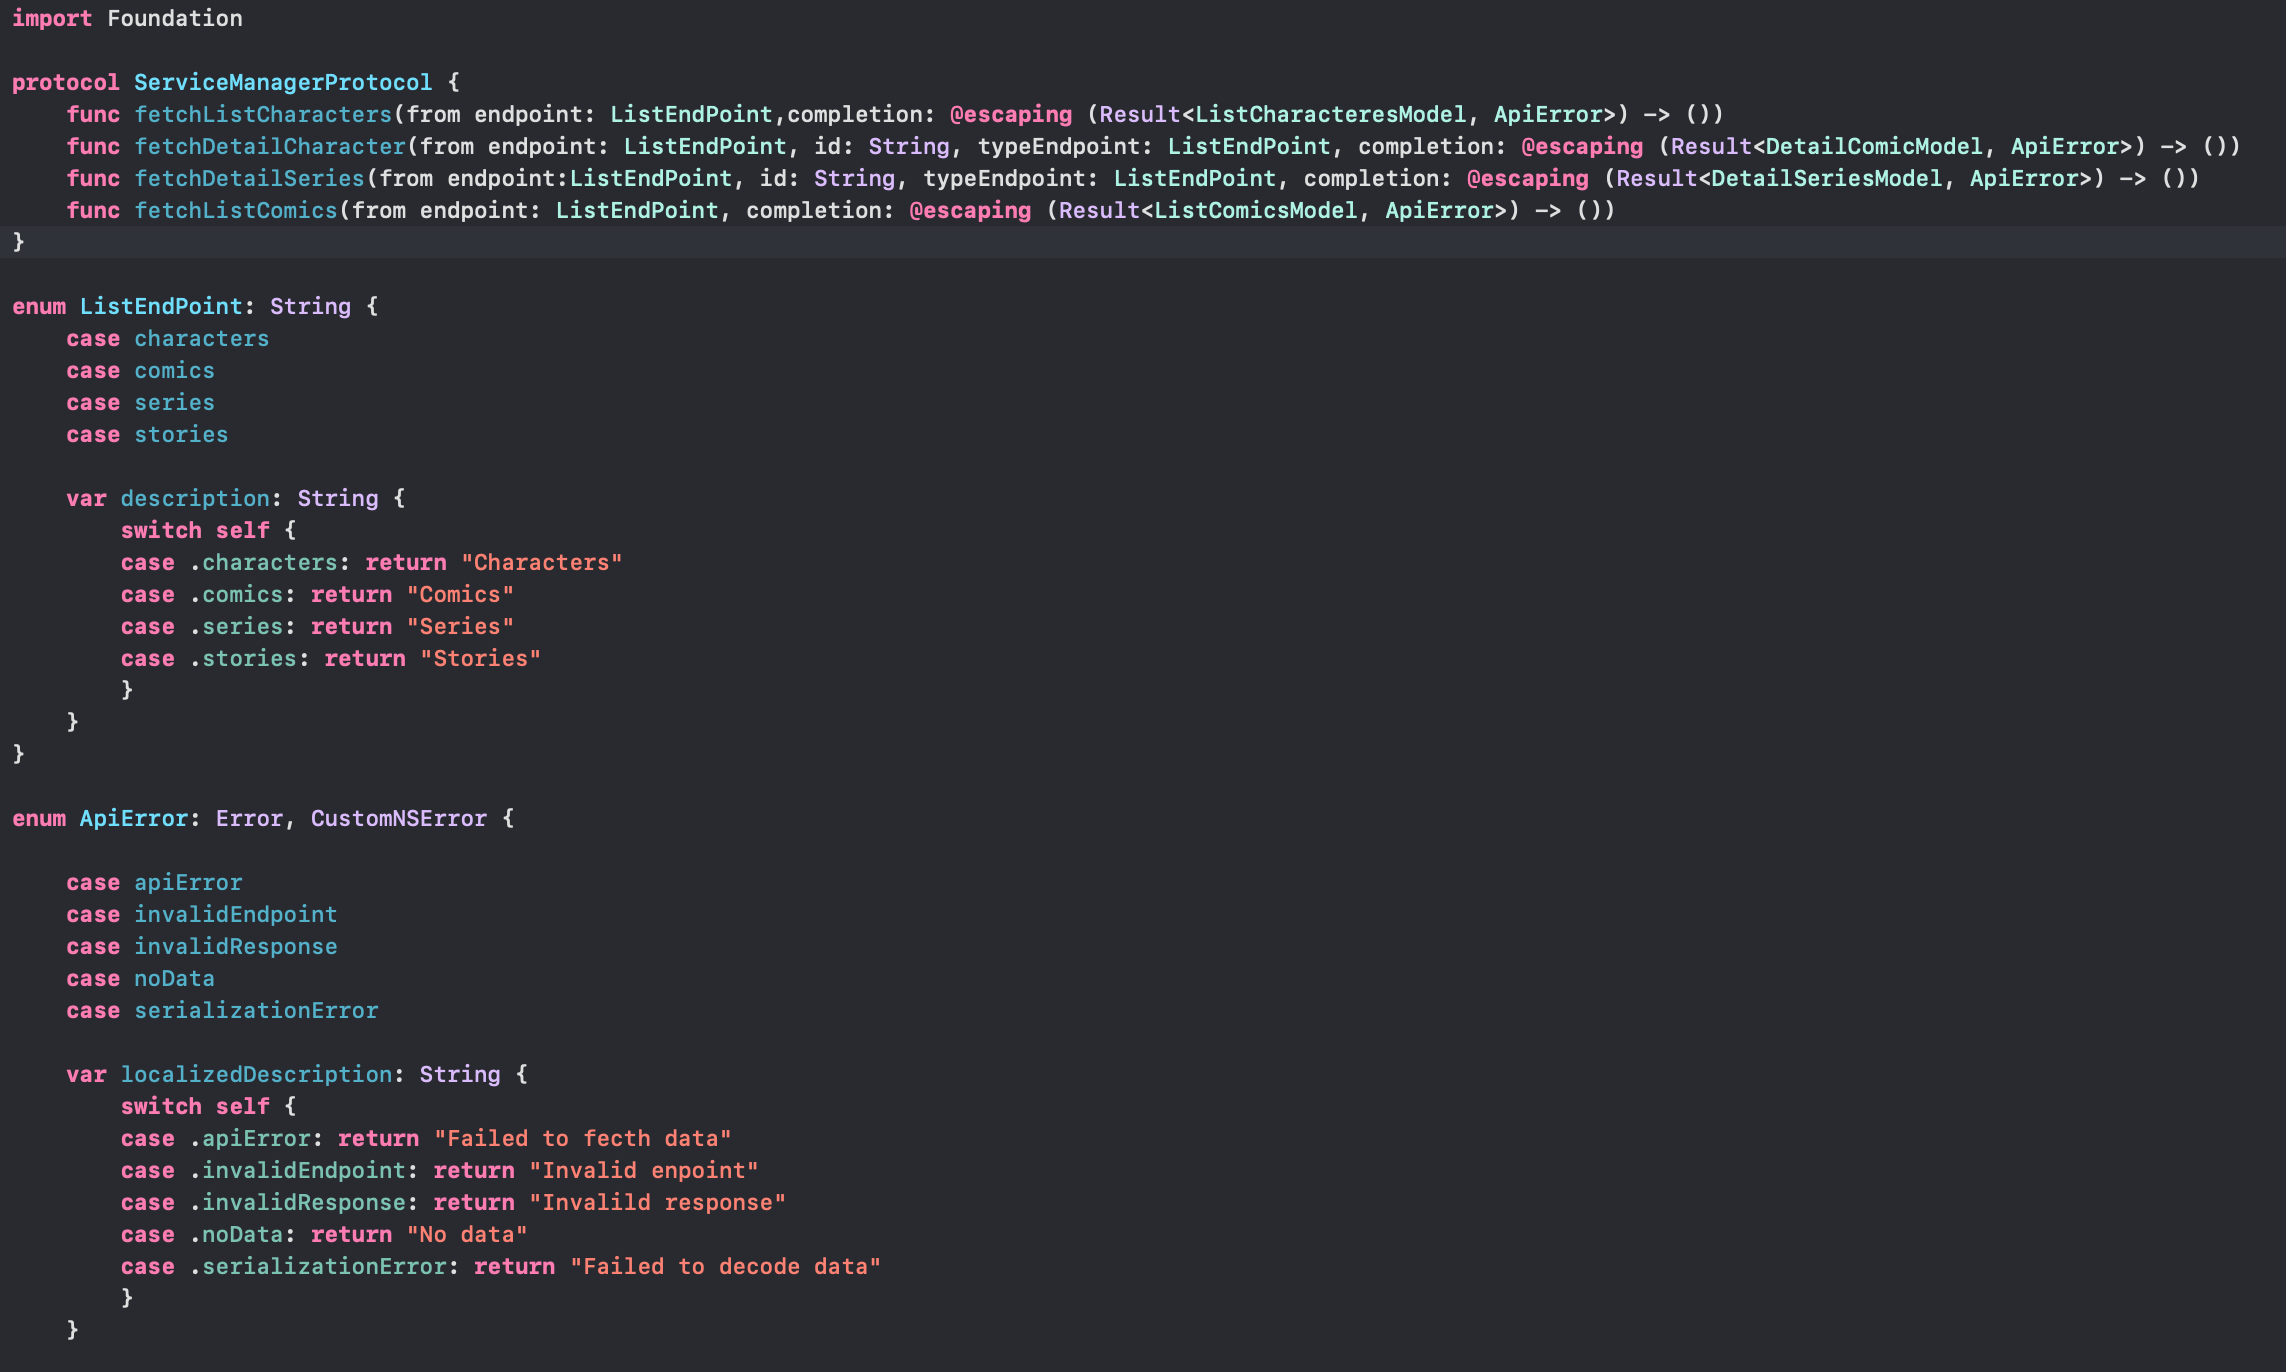 import Foundation
protocol ServiceManagerProtocol {
    func fetchListCharacters(from endpoint: ListEndPoint,completion: @escaping (Result<ListCharacteresModel, ApiError>) -> ())
    func fetchDetailCharacter(from endpoint: ListEndPoint, id: String, typeEndpoint: ListEndPoint, completion: @escaping (Result<DetailComicModel, ApiError>) -> ())
    func fetchDetailSeries(from endpoint:ListEndPoint, id: String, typeEndpoint: ListEndPoint, completion: @escaping (Result<DetailSeriesModel, ApiError>) -> ())
    func fetchListComics(from endpoint: ListEndPoint, completion: @escaping (Result<ListComicsModel, ApiError>) -> ())
}
enum ListEndPoint: String {
    case characters
    case comics
    case series
    case stories
    var description: String {
        switch self {
        case .characters: return "Characters"
        case .comics: return "Comics"
        case .series: return "Series"
        case .stories: return "Stories"
        }
    }
}
enum ApiError: Error, CustomNSError {
    case apiError
    case invalidEndpoint
    case invalidResponse
    case noData
    case serializationError
    var localizedDescription: String {
        switch self {
        case .apiError: return "Failed to fecth data"
        case .invalidEndpoint: return "Invalid enpoint"
        case .invalidResponse: return "Invalild response"
        case .noData: return "No data"
        case .serializationError: return "Failed to decode data"
        }
    }